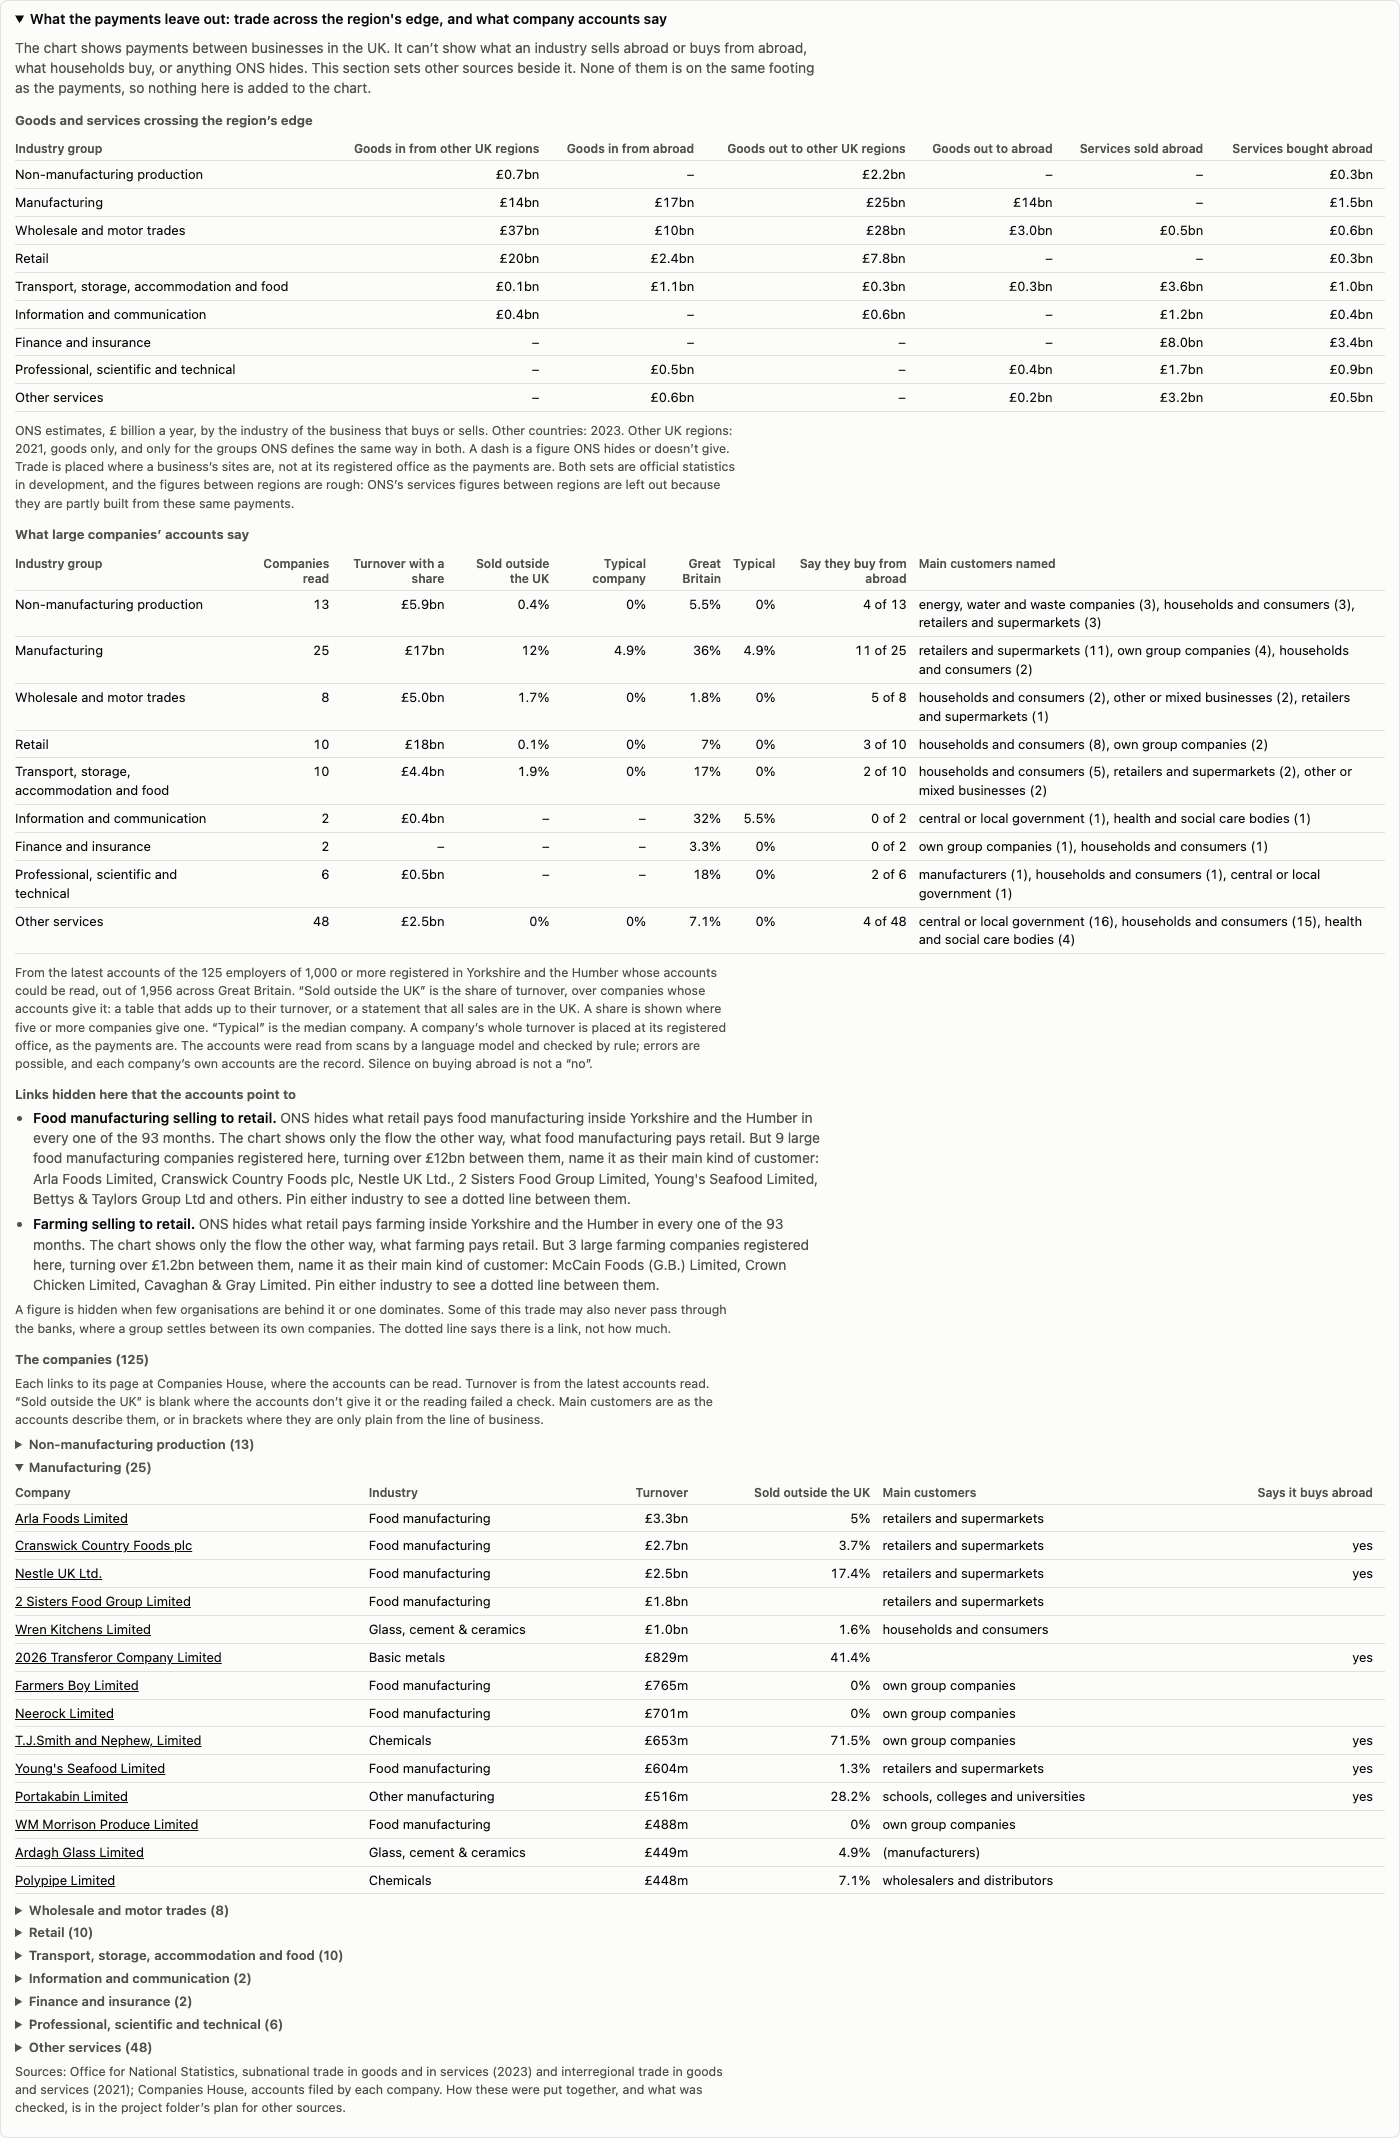 ▼ What the payments leave out: trade across the region's edge, and what company accounts say
The chart shows payments between businesses in the UK. It can’t show what an industry sells abroad or buys from abroad,
what households buy, or anything ONS hides. This section sets other sources beside it. None of them is on the same footing
as the payments, so nothing here is added to the chart.
Goods and services crossing the region’s edge
Industry group Goods in from other UK regions Goods in from abroad Goods out to other UK regions Goods out to abroad Services sold abroad Services bought abroad
Non-manufacturing production £0.7bn – £2.2bn – – £0.3bn
Manufacturing £14bn £17bn £25bn £14bn – £1.5bn
Wholesale and motor trades £37bn £10bn £28bn £3.0bn £0.5bn £0.6bn
Retail £20bn £2.4bn £7.8bn – – £0.3bn
Transport, storage, accommodation and food £0.1bn £1.1bn £0.3bn £0.3bn £3.6bn £1.0bn
Information and communication £0.4bn – £0.6bn – £1.2bn £0.4bn
Finance and insurance – – – – £8.0bn £3.4bn
Professional, scientific and technical – £0.5bn – £0.4bn £1.7bn £0.9bn
Other services – £0.6bn – £0.2bn £3.2bn £0.5bn
ONS estimates, £ billion a year, by the industry of the business that buys or sells. Other countries: 2023. Other UK regions:
2021, goods only, and only for the groups ONS defines the same way in both. A dash is a figure ONS hides or doesn’t give.
Trade is placed where a business’s sites are, not at its registered office as the payments are. Both sets are official statistics
in development, and the figures between regions are rough: ONS’s services figures between regions are left out because
they are partly built from these same payments.
What large companies’ accounts say
Industry group Companies read Turnover with a share Sold outside the UK Typical company Great Britain Typical Say they buy from abroad Main customers named
Non-manufacturing production 13 £5.9bn 0.4% 0% 5.5% 0% 4 of 13 energy, water and waste companies (3), households and consumers (3),
retailers and supermarkets (3)
Manufacturing 25 £17bn 12% 4.9% 36% 4.9% 11 of 25 retailers and supermarkets (11), own group companies (4), households
and consumers (2)
Wholesale and motor trades 8 £5.0bn 1.7% 0% 1.8% 0% 5 of 8 households and consumers (2), other or mixed businesses (2), retailers
and supermarkets (1)
Retail 10 £18bn 0.1% 0% 7% 0% 3 of 10 households and consumers (8), own group companies (2)
Transport, storage, 10 £4.4bn 1.9% 0% 17% 0% 2 of 10 households and consumers (5), retailers and supermarkets (2), other or
accommodation and food mixed businesses (2)
Information and communication 2 £0.4bn – – 32% 5.5% 0 of 2 central or local government (1), health and social care bodies (1)
Finance and insurance 2 – – – 3.3% 0% 0 of 2 own group companies (1), households and consumers (1)
Professional, scientific and 6 £0.5bn – – 18% 0% 2 of 6 manufacturers (1), households and consumers (1), central or local
technical government (1)
Other services 48 £2.5bn 0% 0% 7.1% 0% 4 of 48 central or local government (16), households and consumers (15), health
and social care bodies (4)
From the latest accounts of the 125 employers of 1,000 or more registered in Yorkshire and the Humber whose accounts
could be read, out of 1,956 across Great Britain. “Sold outside the UK” is the share of turnover, over companies whose
accounts give it: a table that adds up to their turnover, or a statement that all sales are in the UK. A share is shown where
five or more companies give one. “Typical” is the median company. A company’s whole turnover is placed at its registered
office, as the payments are. The accounts were read from scans by a language model and checked by rule; errors are
possible, and each company’s own accounts are the record. Silence on buying abroad is not a “no”.
Links hidden here that the accounts point to
• Food manufacturing selling to retail. ONS hides what retail pays food manufacturing inside Yorkshire and the Humber in
every one of the 93 months. The chart shows only the flow the other way, what food manufacturing pays retail. But 9 large
food manufacturing companies registered here, turning over £12bn between them, name it as their main kind of customer:
Arla Foods Limited, Cranswick Country Foods plc, Nestle UK Ltd., 2 Sisters Food Group Limited, Young's Seafood Limited,
Bettys & Taylors Group Ltd and others. Pin either industry to see a dotted line between them.
• Farming selling to retail. ONS hides what retail pays farming inside Yorkshire and the Humber in every one of the 93
months. The chart shows only the flow the other way, what farming pays retail. But 3 large farming companies registered
here, turning over £1.2bn between them, name it as their main kind of customer: McCain Foods (G.B.) Limited, Crown
Chicken Limited, Cavaghan & Gray Limited. Pin either industry to see a dotted line between them.
A figure is hidden when few organisations are behind it or one dominates. Some of this trade may also never pass through
the banks, where a group settles between its own companies. The dotted line says there is a link, not how much.
The companies (125)
Each links to its page at Companies House, where the accounts can be read. Turnover is from the latest accounts read.
“Sold outside the UK” is blank where the accounts don’t give it or the reading failed a check. Main customers are as the
accounts describe them, or in brackets where they are only plain from the line of business.
▶ Non-manufacturing production (13)
▼ Manufacturing (25)
Company Industry Turnover Sold outside the UK Main customers Says it buys abroad
Arla Foods Limited Food manufacturing £3.3bn 5% retailers and supermarkets
Cranswick Country Foods plc Food manufacturing £2.7bn 3.7% retailers and supermarkets yes
Nestle UK Ltd. Food manufacturing £2.5bn 17.4% retailers and supermarkets yes
2 Sisters Food Group Limited Food manufacturing £1.8bn retailers and supermarkets
Wren Kitchens Limited Glass, cement & ceramics £1.0bn 1.6% households and consumers
2026 Transferor Company Limited Basic metals £829m 41.4% yes
Farmers Boy Limited Food manufacturing £765m 0% own group companies
Neerock Limited Food manufacturing £701m 0% own group companies
T.J.Smith and Nephew, Limited Chemicals £653m 71.5% own group companies yes
Young's Seafood Limited Food manufacturing £604m 1.3% retailers and supermarkets yes
Portakabin Limited Other manufacturing £516m 28.2% schools, colleges and universities yes
WM Morrison Produce Limited Food manufacturing £488m 0% own group companies
Ardagh Glass Limited Glass, cement & ceramics £449m 4.9% (manufacturers)
Polypipe Limited Chemicals £448m 7.1% wholesalers and distributors
▶ Wholesale and motor trades (8)
▶ Retail (10)
▶ Transport, storage, accommodation and food (10)
▶ Information and communication (2)
▶ Finance and insurance (2)
▶ Professional, scientific and technical (6)
▶ Other services (48)
Sources: Office for National Statistics, subnational trade in goods and in services (2023) and interregional trade in goods
and services (2021); Companies House, accounts filed by each company. How these were put together, and what was
checked, is in the project folder’s plan for other sources.